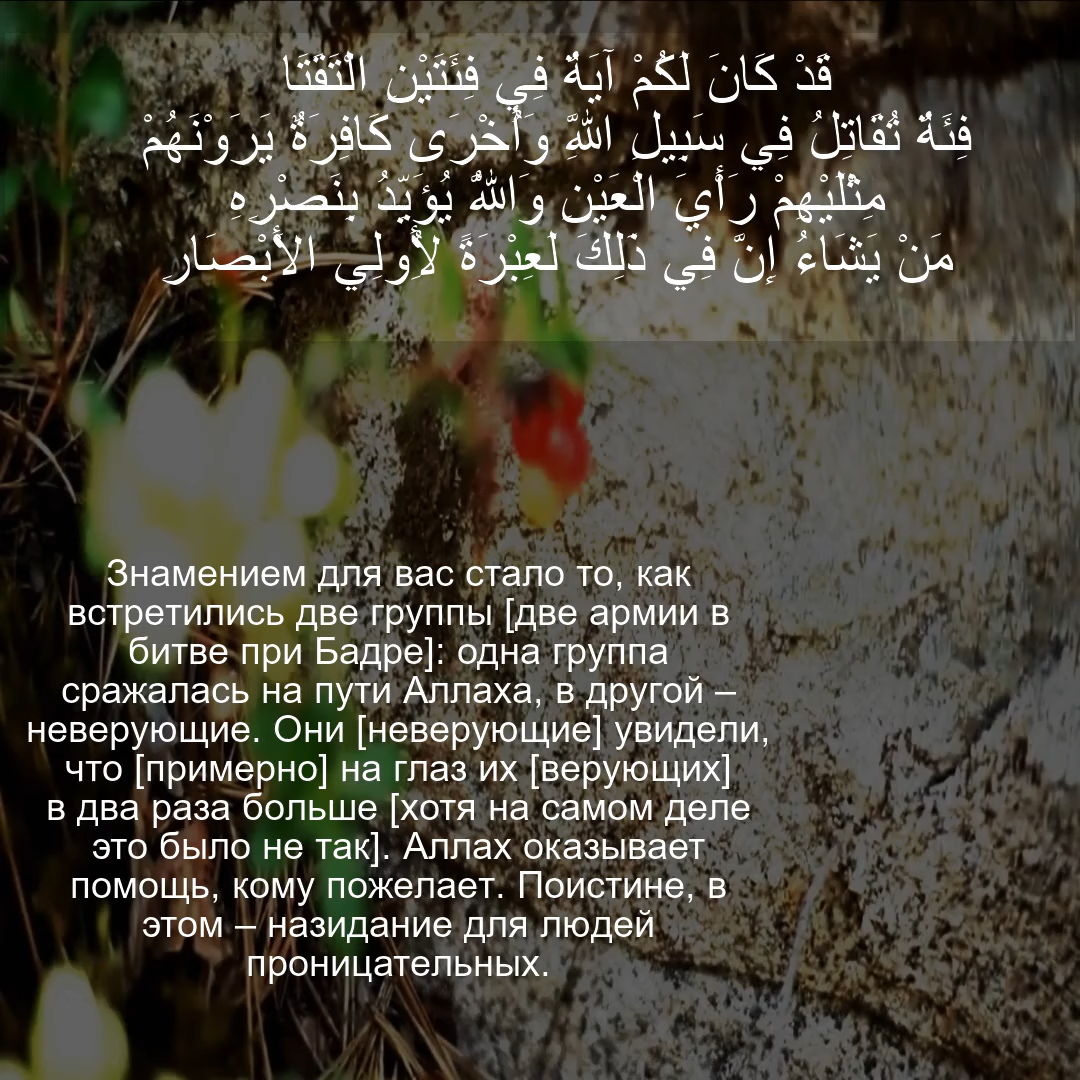 قَدْ كَانَ لَكُمْ آيَةٌ فِي فِئَتَيْنِ الْتَقَتَا
فِئَةٌ تُقَاتِلُ فِي سَبِيلِ اللَّهِ وَأُخْرَى كَافِرَةٌ يَرَوْنَهُمْ
مِثْلَيْهِمْ رَأْيَ الْعَيْنِ وَاللَّهُ يُؤَيِّدُ بِنَصْرِهِ
مَنْ يَشَاءُ إِنَّ فِي ذَلِكَ لَعِبْرَةً لِأُولِي الْأَبْصَارِ
Знамением для вас стало то, как
встретились две группы [две армии в
битве при Бадре]: одна группа
сражалась на пути Аллаха, в другой –
неверующие. Они [неверующие] увидели,
что [примерно] на глаз их [верующих]
в два раза больше [хотя на самом деле
это было не так]. Аллах оказывает
помощь, кому пожелает. Поистине, в
этом – назидание для людей
проницательных.